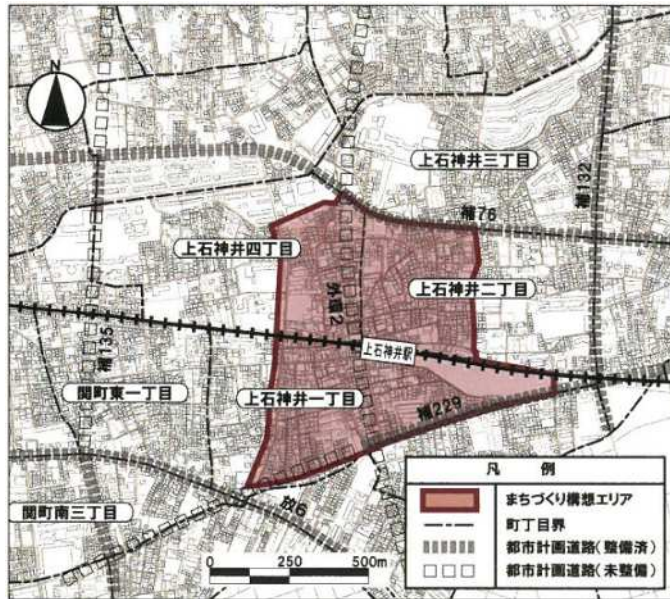 N
上石神井三丁目
補132
補76
上石神井四丁目
外環2
上石神井二丁目
上石神井駅
補135
関町東一丁目
上石神井一丁目
補229
関町南三丁目
放6
0 250 500m
凡 例
まちづくり構想エリア
町丁目界
都市計画道路(整備済)
都市計画道路(未整備)